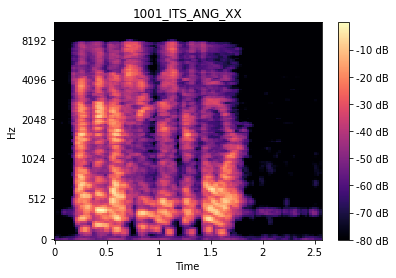 1001_ITS_ANG_XX
8192
4096
2048
1024
512
0
Hz
0 0.5 1 1.5 2 2.5
Time
-10 dB
-20 dB
-30 dB
-40 dB
-50 dB
-60 dB
-70 dB
-80 dB